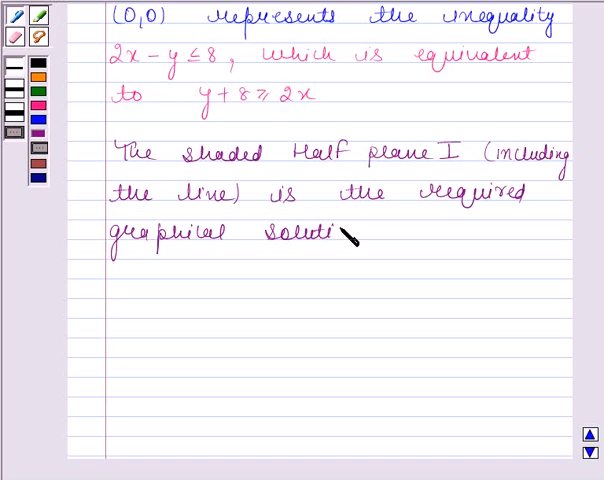 (0,0) represents the inequality
2x - y ≤ 8, which is equivalent
to y + 8 ≥ 2x
The shaded Half plane I (including
the line) is the required
graphical soluti